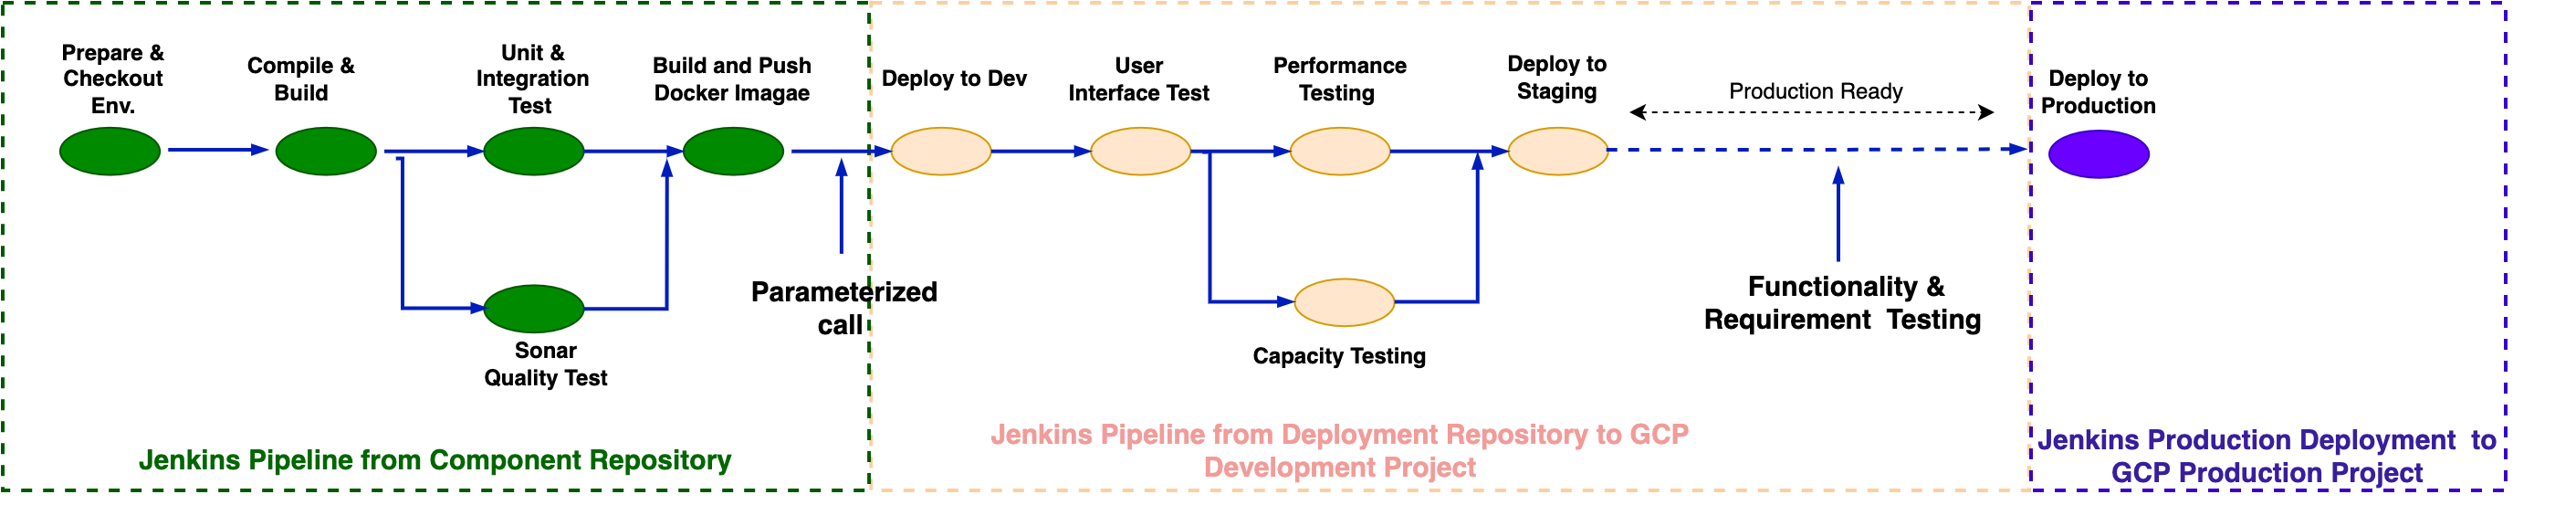 Prepare &
Checkout
Env.
Compile &
Build
Unit &
Integration
Test
Build and Push
Docker Imagae
Deploy to Dev
User
Interface Test
Performance
Testing
Deploy to
Staging
Production Ready
Deploy to
Production
Sonar
Quality Test
Parameterized
call
Capacity Testing
Functionality &
Requirement  Testing
Jenkins Pipeline from Component Repository
Jenkins Pipeline from Deployment Repository to GCP
Development Project
Jenkins Production Deployment  to
GCP Production Project